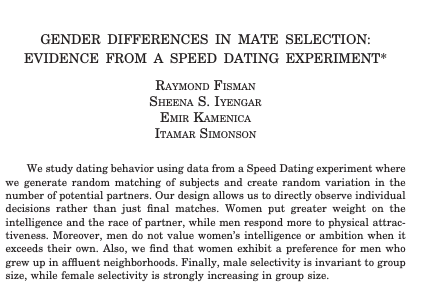 GENDER DIFFERENCES IN MATE SELECTION:
EVIDENCE FROM A SPEED DATING EXPERIMENT*
RAYMOND FISMAN
SHEENA S. IYENGAR
EMIR KAMENICA
ITAMAR SIMONSON
We study dating behavior using data from a Speed Dating experiment where
we generate random matching of subjects and create random variation in the
number of potential partners. Our design allows us to directly observe individual
decisions rather than just final matches. Women put greater weight on the
intelligence and the race of partner, while men respond more to physical attrac-
tiveness. Moreover, men do not value women's intelligence or ambition when it
exceeds their own. Also, we find that women exhibit a preference for men who
grew up in affluent neighborhoods. Finally, male selectivity is invariant to group
size, while female selectivity is strongly increasing in group size.